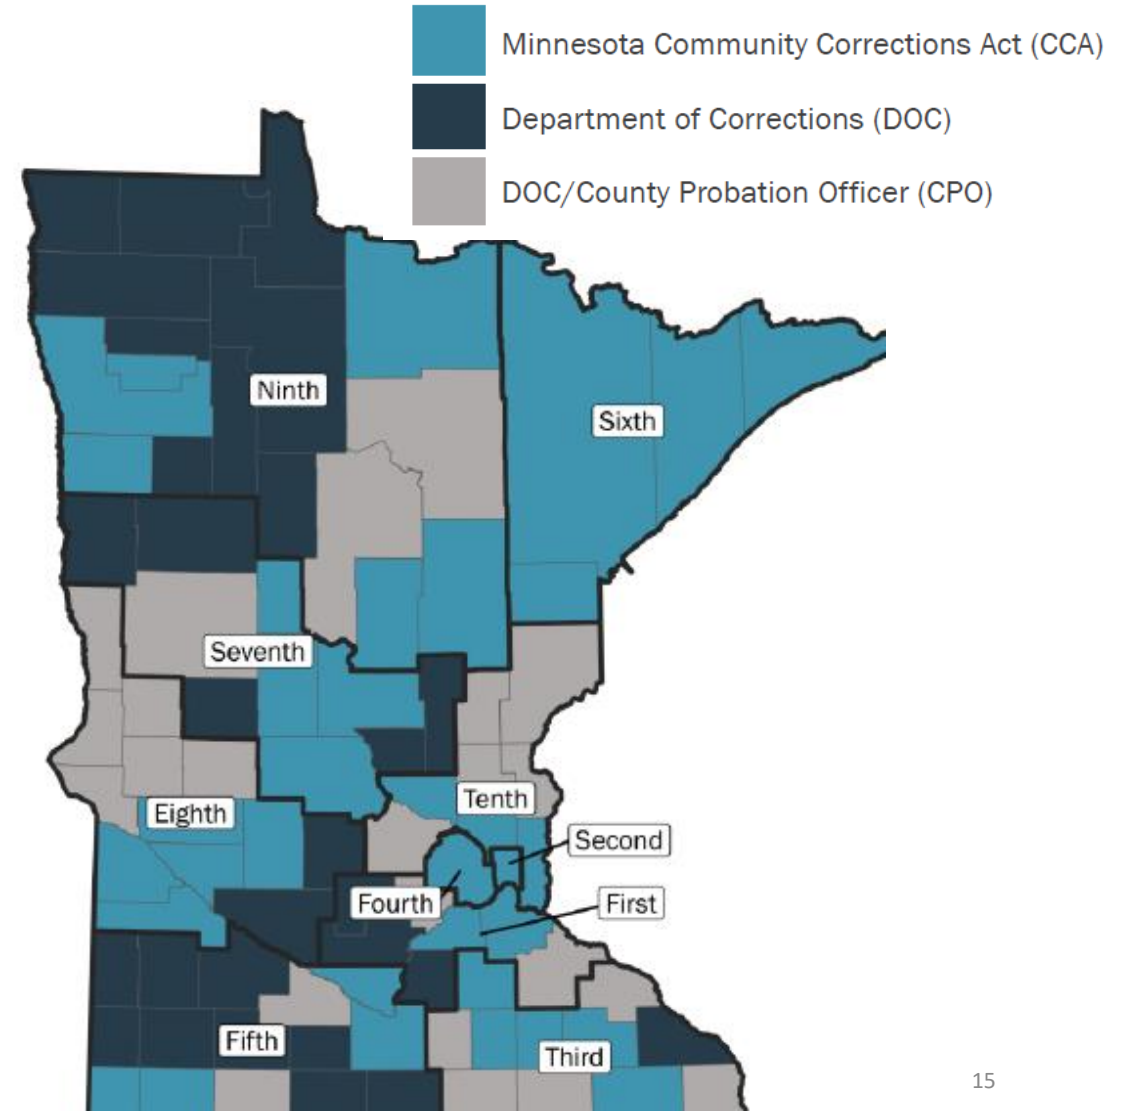 Minnesota Community Corrections Act (CCA)
Department of Corrections (DOC)
DOC/County Probation Officer (CPO)
Ninth
Sixth
Seventh
Tenth
Eighth
Second
Fourth
First
Fifth
Third
15